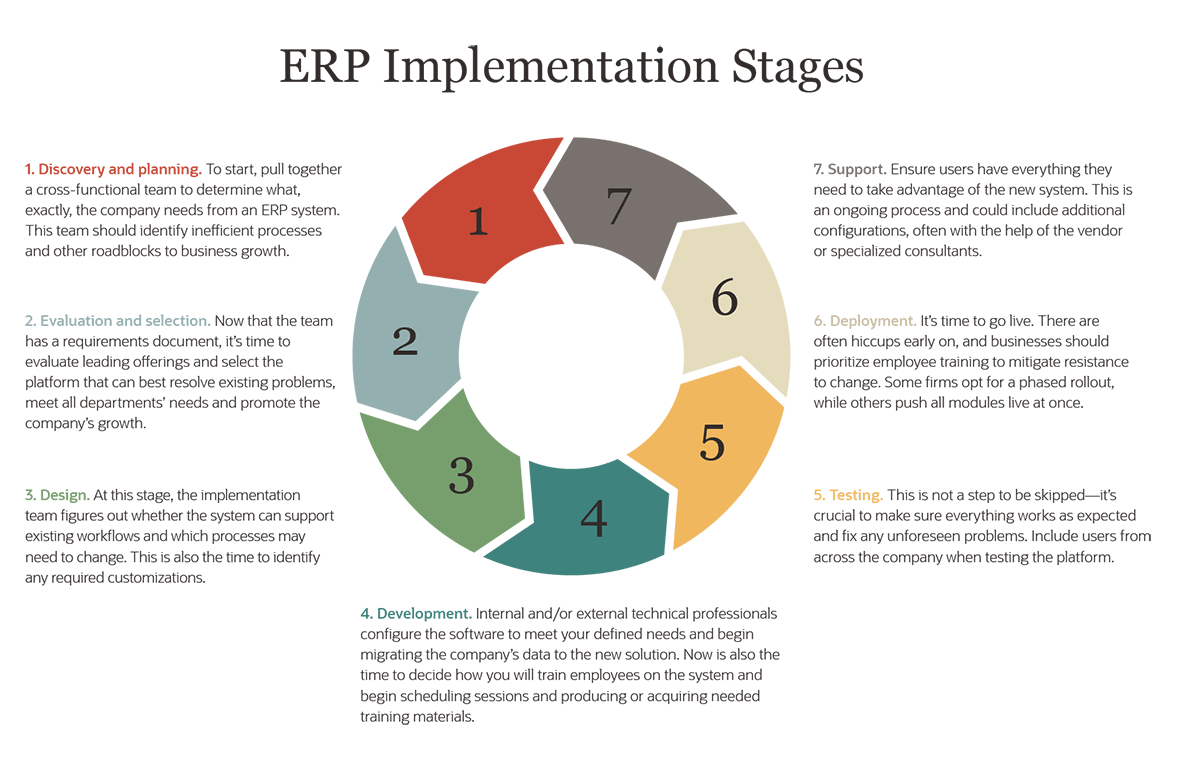 ERP Implementation Stages
1. Discovery and planning. To start, pull together
a cross-functional team to determine what,
exactly, the company needs from an ERP system.
This team should identify inefficient processes
and other roadblocks to business growth.
2. Evaluation and selection. Now that the team
has a requirements document, it's time to
evaluate leading offerings and select the
platform that can best resolve existing problems,
meet all departments' needs and promote the
company's growth.
3. Design. At this stage, the implementation
team figures out whether the system can support
existing workflows and which processes may
need to change. This is also the time to identify
any required customizations.
1
2
3
4
5
6
7
4. Development. Internal and/or external technical professionals
configure the software to meet your defined needs and begin
migrating the company's data to the new solution. Now is also the
time to decide how you will train employees on the system and
begin scheduling sessions and producing or acquiring needed
training materials.
7. Support. Ensure users have everything they
need to take advantage of the new system. This is
an ongoing process and could include additional
configurations, often with the help of the vendor
or specialized consultants.
6. Deployment. It's time to go live. There are
often hiccups early on, and businesses should
prioritize employee training to mitigate resistance
to change. Some firms opt for a phased rollout,
while others push all modules live at once.
5. Testing. This is not a step to be skipped—it's
crucial to make sure everything works as expected
and fix any unforeseen problems. Include users from
across the company when testing the platform.